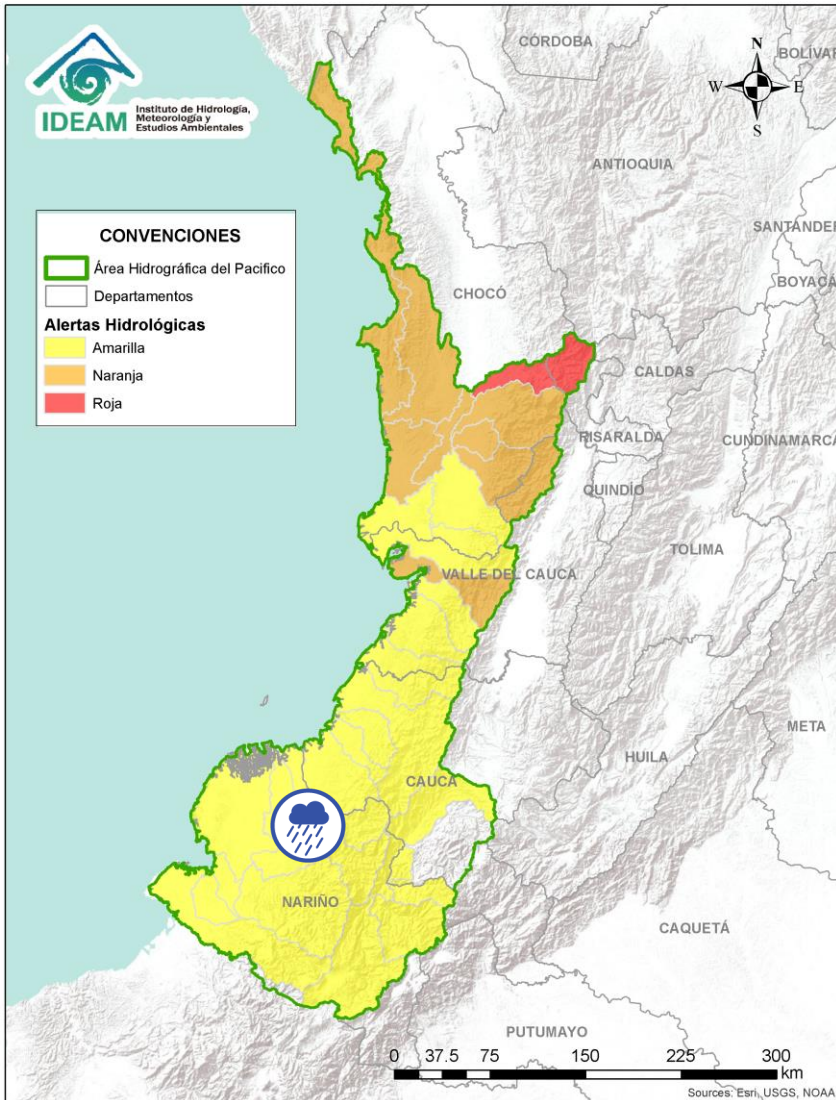 IDEAM
Instituto de Hidrología,
Meteorología y
Estudios Ambientales
CÓRDOBA
BOLÍVAR
N
W
E
S
ANTIOQUIA
SANTANDER
BOYACÁ
CONVENCIONES
Área Hidrográfica del Pacifico
Departamentos
Alertas Hidrológicas
Amarilla
Naranja
Roja
CHOCÓ
CALDAS
RISARALDA
CUNDINAMARCA
QUINDÍO
TOLIMA
VALLE DEL CAUCA
META
HUILA
CAUCA
NARIÑO
CAQUETÁ
PUTUMAYO
0 37.5 75 150 225 300
km
Sources: Esri, USGS, NOAA